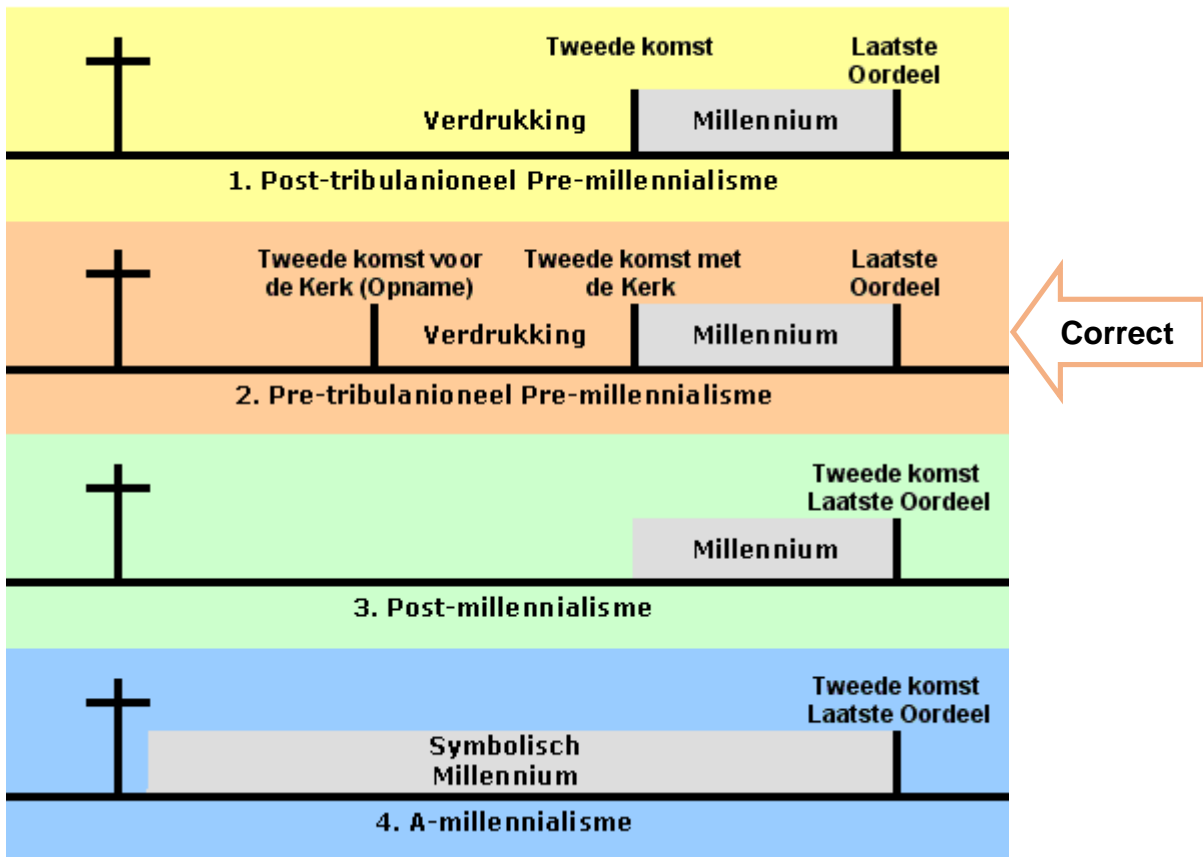 Tweede komst
Laatste
Oordeel
Verdrukking
Millennium
1. Post-tribulanioneel Pre-millennialisme
Tweede komst voor
de Kerk (Opname)
Tweede komst met
de Kerk
Laatste
Oordeel
Verdrukking
Millennium
2. Pre-tribulanioneel Pre-millennialisme
Correct
Tweede komst
Laatste Oordeel
Millennium
3. Post-millennialisme
Tweede komst
Laatste Oordeel
Symbolisch
Millennium
4. A-millennialisme